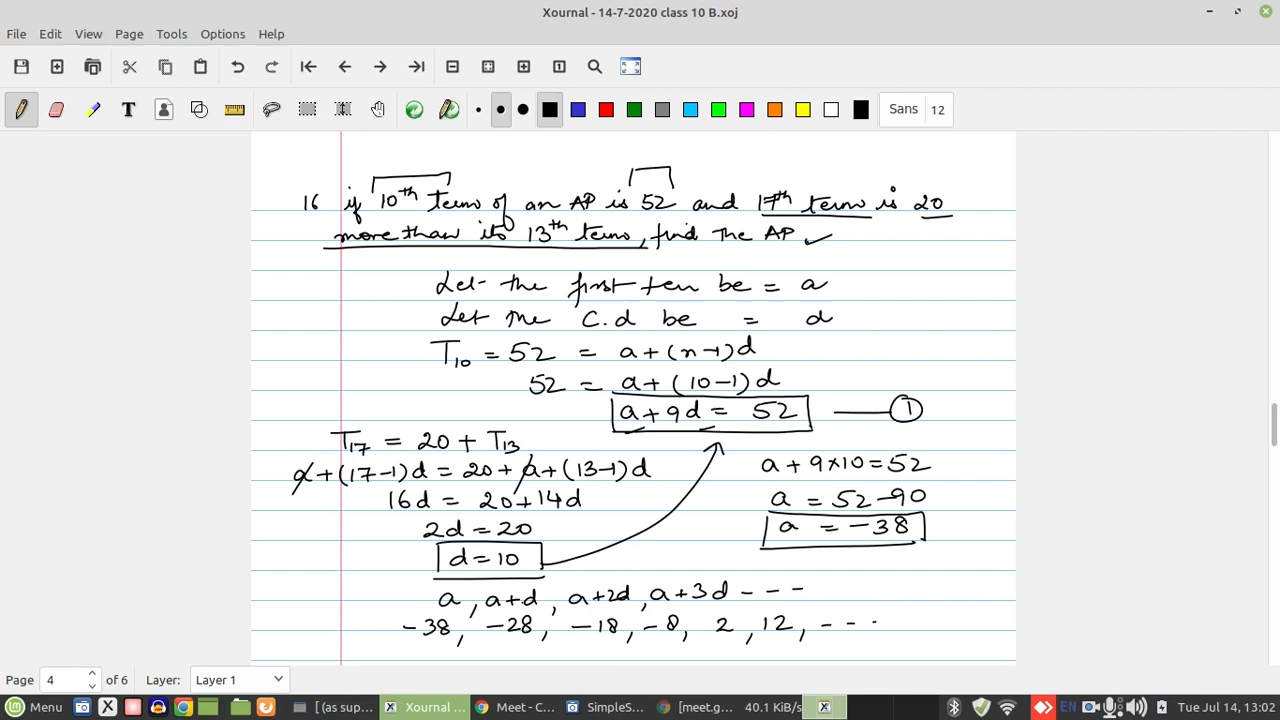 Xournal - 14-7-2020 class 10 B.xoj
File Edit View Page Tools Options Help
Sans 12
16 if 10th term of an AP is 52 and 17th term is 20
more than its 13th term, find the AP ✓
Let the first ten be = a
Let the C.d be = d
T10 = 52 = a + (n-1)d
52 = a + (10-1)d
a + 9d = 52 —— ①
T17 = 20 + T13
a + (17-1)d = 20 + a + (13-1)d
16d = 20 + 14d
2d = 20
d = 10
a + 9×10 = 52
a = 52 - 90
a = -38
a, a+d, a+2d, a+3d - - -
-38, -28, -18, -8, 2, 12, - - -
Page 4 of 6 Layer: Layer 1
Menu [(as sup... Xournal ... Meet - C... SimpleS... [meet.g... 40.1 KiB/s EN Tue Jul 14, 13:02